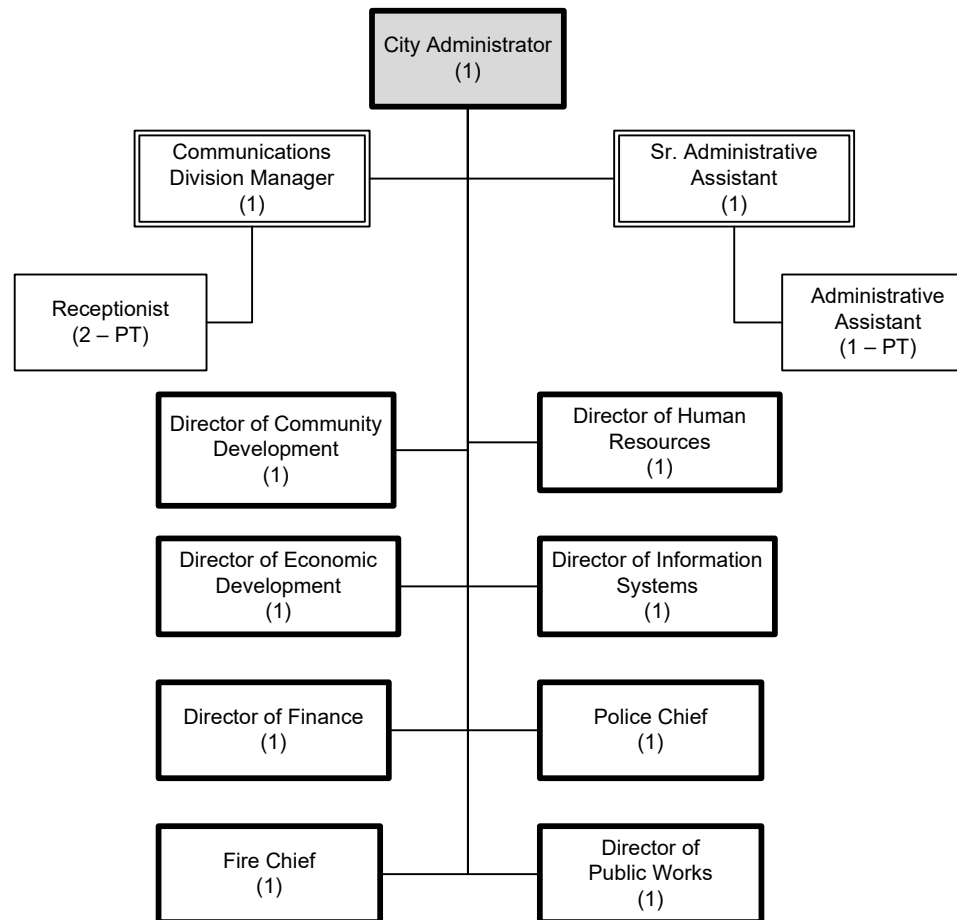 City Administrator
(1)
Communications
Division Manager
(1)
Sr. Administrative
Assistant
(1)
Receptionist
(2 – PT)
Administrative
Assistant
(1 – PT)
Director of Community
Development
(1)
Director of Human
Resources
(1)
Director of Economic
Development
(1)
Director of Information
Systems
(1)
Director of Finance
(1)
Police Chief
(1)
Fire Chief
(1)
Director of
Public Works
(1)